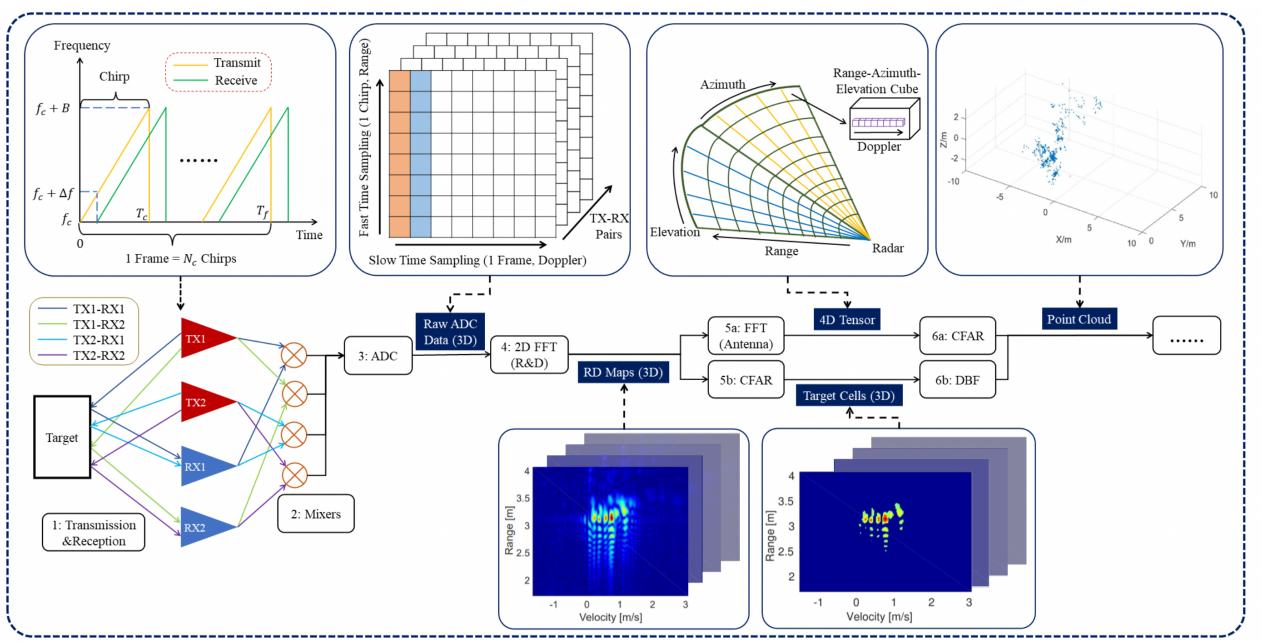 Frequency
Transmit
Receive
Chirp
f_c + B
f_c + Δf
f_c
T_c
T_f
0
Time
1 Frame = N_c Chirps
Fast Time Sampling (1 Chirp, Range)
TX-RX
Pairs
Slow Time Sampling (1 Frame, Doppler)
Azimuth
Range-Azimuth-
Elevation Cube
Doppler
Elevation
Range
Radar
Z/m
2
0
-2
-10
-5
0
5
10
X/m
0
5
10
Y/m
TX1-RX1
TX1-RX2
TX2-RX1
TX2-RX2
TX1
TX2
RX1
RX2
Target
1: Transmission
&Reception
2: Mixers
3: ADC
Raw ADC
Data (3D)
4: 2D FFT
(R&D)
RD Maps (3D)
5a: FFT
(Antenna)
5b: CFAR
4D Tensor
Target Cells (3D)
6a: CFAR
6b: DBF
Point Cloud
......
Range [m]
4
3.5
3
2.5
2
-1
0
1
2
3
Velocity [m/s]
Range [m]
4
3.5
3
2.5
2
-1
0
1
2
3
Velocity [m/s]